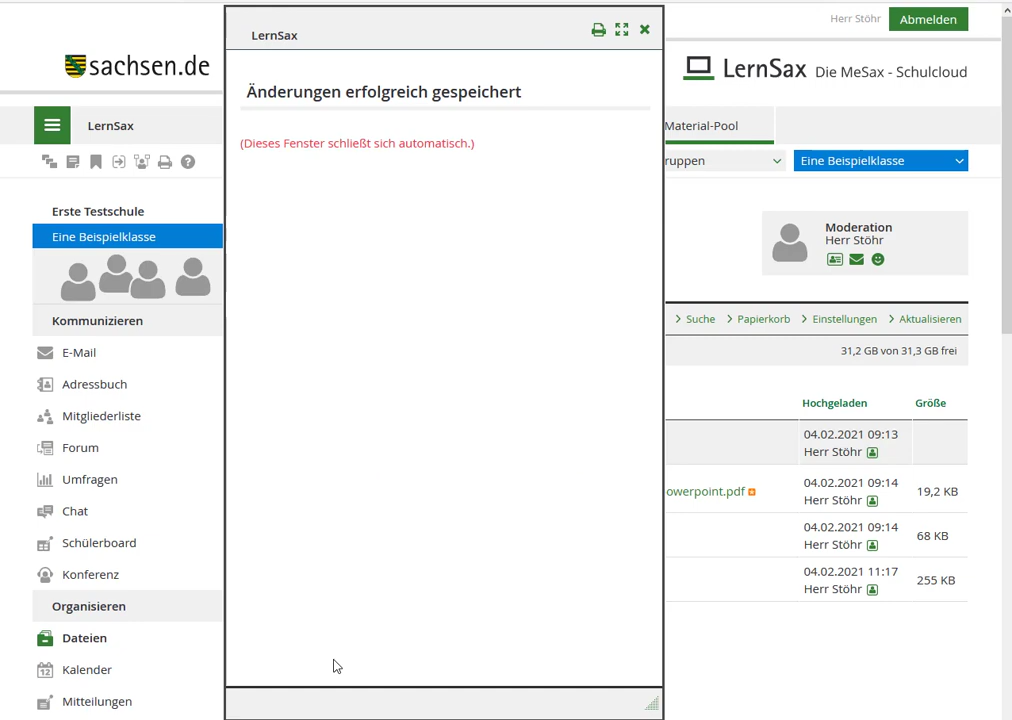 Herr Stöhr
Abmelden
sachsen.de
LernSax Die MeSax - Schulcloud
LernSax
Material-Pool
ruppen
Eine Beispielklasse
Erste Testschule
Eine Beispielklasse
Kommunizieren
E-Mail
Adressbuch
Mitgliederliste
Forum
Umfragen
Chat
Schülerboard
Konferenz
Organisieren
Dateien
12
Kalender
Mitteilungen
LernSax
Änderungen erfolgreich gespeichert
(Dieses Fenster schließt sich automatisch.)
Moderation
Herr Stöhr
Suche Papierkorb Einstellungen Aktualisieren
31,2 GB von 31,3 GB frei
Hochgeladen Größe
04.02.2021 09:13
Herr Stöhr
owerpoint.pdf
04.02.2021 09:14
Herr Stöhr
19,2 KB
04.02.2021 09:14
Herr Stöhr
68 KB
04.02.2021 11:17
Herr Stöhr
255 KB